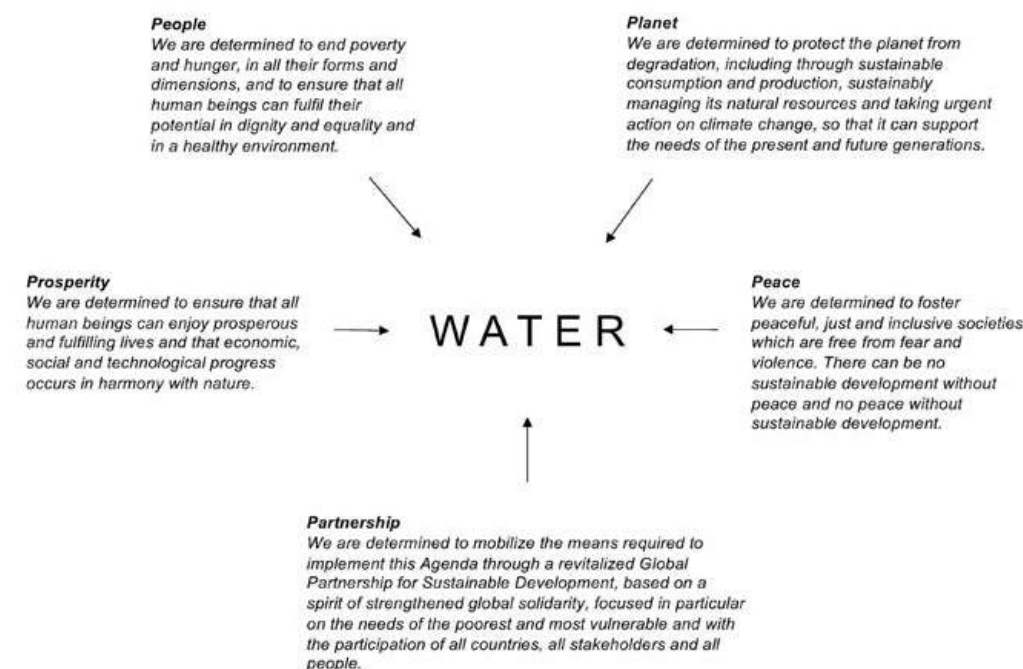 People
We are determined to end poverty
and hunger, in all their forms and
dimensions, and to ensure that all
human beings can fulfil their
potential in dignity and equality and
in a healthy environment.
Planet
We are determined to protect the planet from
degradation, including through sustainable
consumption and production, sustainably
managing its natural resources and taking urgent
action on climate change, so that it can support
the needs of the present and future generations.
Prosperity
We are determined to ensure that all
human beings can enjoy prosperous
and fulfilling lives and that economic,
social and technological progress
occurs in harmony with nature.
WATER
Peace
We are determined to foster
peaceful, just and inclusive societies
which are free from fear and
violence. There can be no
sustainable development without
peace and no peace without
sustainable development.
Partnership
We are determined to mobilize the means required to
implement this Agenda through a revitalized Global
Partnership for Sustainable Development, based on a
spirit of strengthened global solidarity, focused in particular
on the needs of the poorest and most vulnerable and with
the participation of all countries, all stakeholders and all
people.